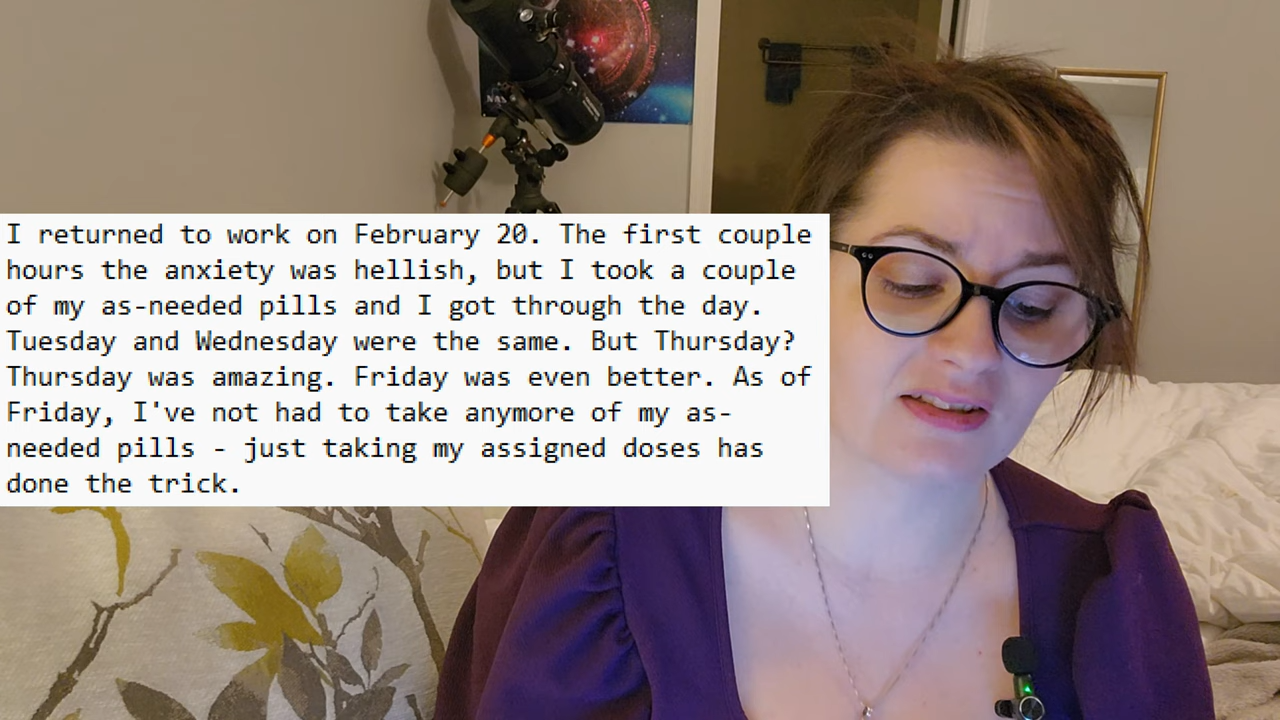 I returned to work on February 20. The first couple
hours the anxiety was hellish, but I took a couple
of my as-needed pills and I got through the day.
Tuesday and Wednesday were the same. But Thursday?
Thursday was amazing. Friday was even better. As of
Friday, I've not had to take anymore of my as-
needed pills - just taking my assigned doses has
done the trick.